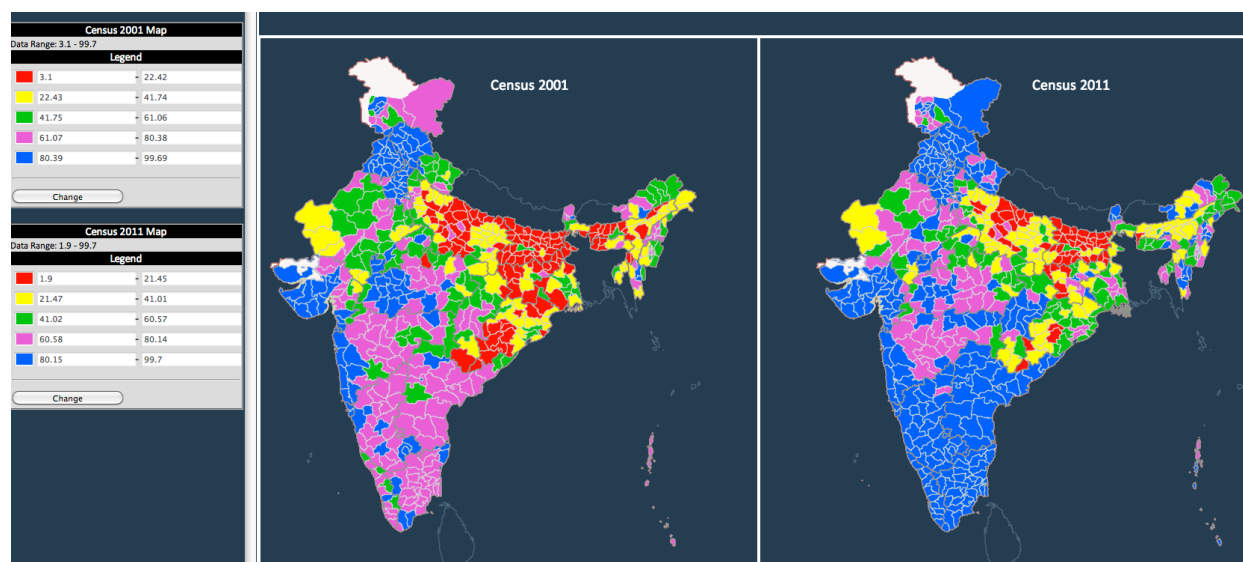 Census 2001 Map
Data Range: 3.1 - 99.7
Legend
3.1 - 22.42
22.43 - 41.74
41.75 - 61.06
61.07 - 80.38
80.39 - 99.69
Change
Census 2011 Map
Data Range: 1.9 - 99.7
Legend
1.9 - 21.45
21.47 - 41.01
41.02 - 60.57
60.58 - 80.14
80.15 - 99.7
Change
Census 2001
Census 2011